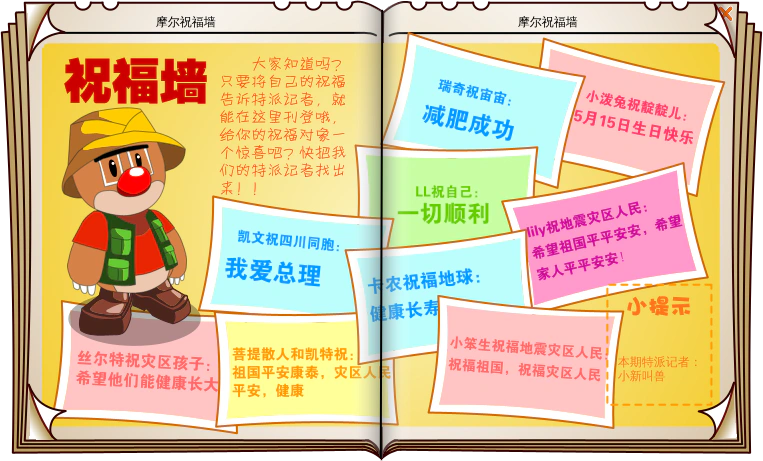 摩尔祝福墙
摩尔祝福墙
祝福墙
大家知道吗？
只要将自己的祝福
告诉特派记者，就
能在这里刊登哦，
给你的祝福对象一
个惊喜吧？快把我
们的特派记者找出
来！！
凯文祝四川同胞：
我爱总理
丝尔特祝灾区孩子：
希望他们能健康长大
菩提散人和凯特祝：
祖国平安康泰，灾区人民
平安，健康
瑞奇祝宙宙：
减肥成功
小泼兔祝靛靛儿：
5月15日生日快乐
LL祝自己：
一切顺利
lily祝地震灾区人民：
希望祖国平平安安，希望
家人平平安安！
卡农祝福地球：
健康长寿
小笨生祝福地震灾区人民
祝福祖国，祝福灾区人民
小提示
本期特派记者：
小新叫兽